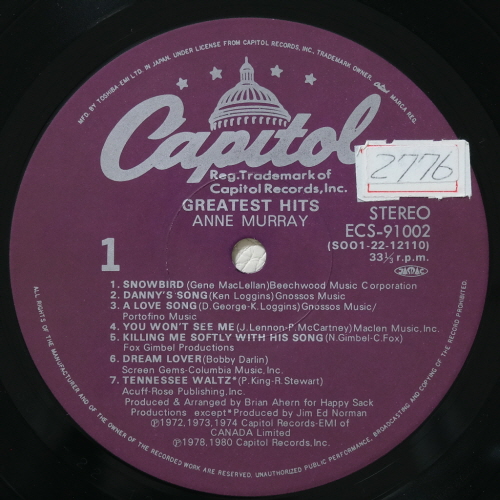 MFD. BY TOSHIBA-EMI LTD. IN JAPAN, UNDER LICENSE FROM CAPITOL RECORDS, INC., TRADEMARK OWNER. Capitol MARCA REG.
Capitol
Reg. Trademark of
Capitol Records, Inc.
2776
GREATEST HITS
ANNE MURRAY
STEREO
ECS-91002
(SOO1-22-12110)
33⅓ r.p.m.
JASRAC
1
1. SNOWBIRD (Gene MacLellan) Beechwood Music Corporation
2. DANNY'S SONG (Ken Loggins) Gnossos Music
3. A LOVE SONG (D. George-K. Loggins) Gnossos Music/
Portofino Music
4. YOU WON'T SEE ME (J. Lennon-P. McCartney) Maclen Music, Inc.
5. KILLING ME SOFTLY WITH HIS SONG (N. Gimbel-C. Fox)
Fox Gimbel Productions
6. DREAM LOVER (Bobby Darlin)
Screen Gems-Columbia Music Inc.
7. TENNESSEE WALTZ* (P. King-R. Stewart)
Acuff-Rose Publishing, Inc.
Produced & Arranged by Brian Ahern for Happy Sack
Productions except *Produced by Jim Ed Norman
℗1972, 1973, 1974 Capitol Records-EMI of
CANADA Limited
℗1978, 1980 Capitol Records, Inc.
ALL RIGHTS OF THE MANUFACTURER AND OF THE OWNER OF THE RECORDED WORK ARE RESERVED. UNAUTHORIZED PUBLIC PERFORMANCE, BROADCASTING AND COPYING OF THE RECORD PROHIBITED.